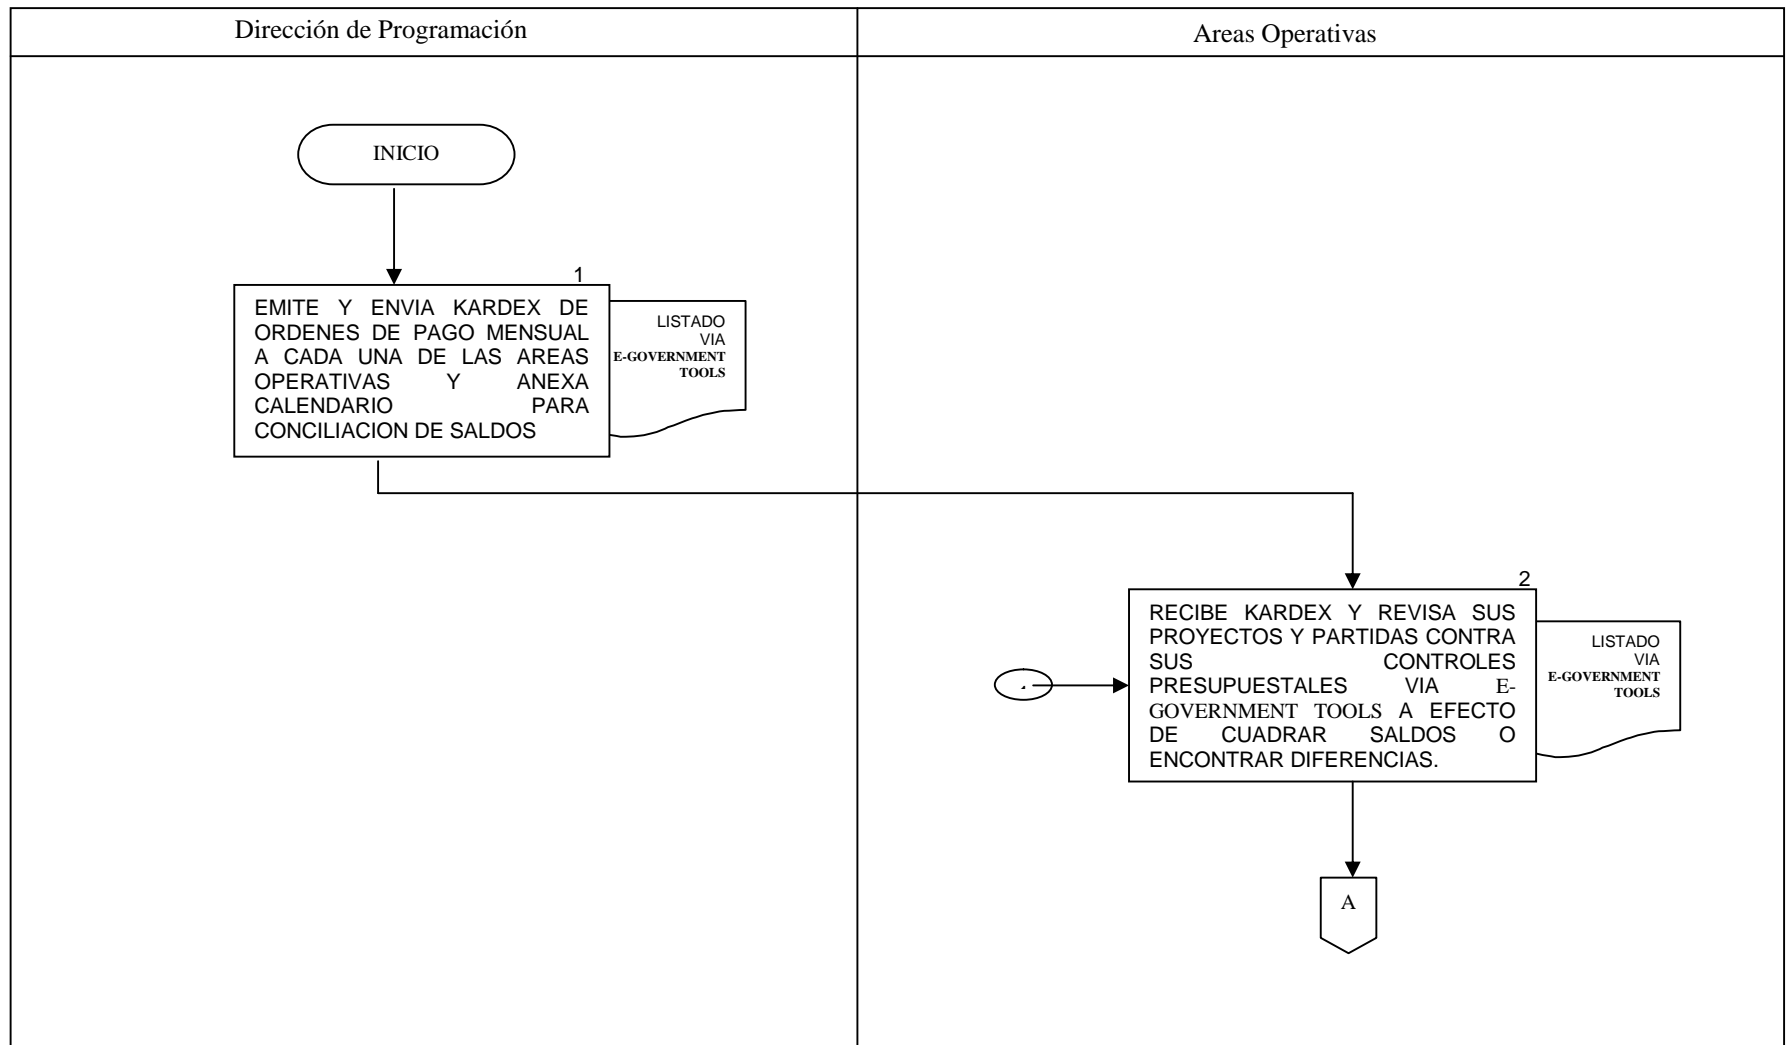 Dirección de Programación
Areas Operativas
INICIO
1
EMITE Y ENVIA KARDEX DE
ORDENES DE PAGO MENSUAL
A CADA UNA DE LAS AREAS
OPERATIVAS Y ANEXA
CALENDARIO PARA
CONCILIACION DE SALDOS
LISTADO
VIA
E-GOVERNMENT
TOOLS
2
RECIBE KARDEX Y REVISA SUS
PROYECTOS Y PARTIDAS CONTRA
SUS CONTROLES
PRESUPUESTALES VIA E-
GOVERNMENT TOOLS A EFECTO
DE CUADRAR SALDOS O
ENCONTRAR DIFERENCIAS.
LISTADO
VIA
E-GOVERNMENT
TOOLS
A